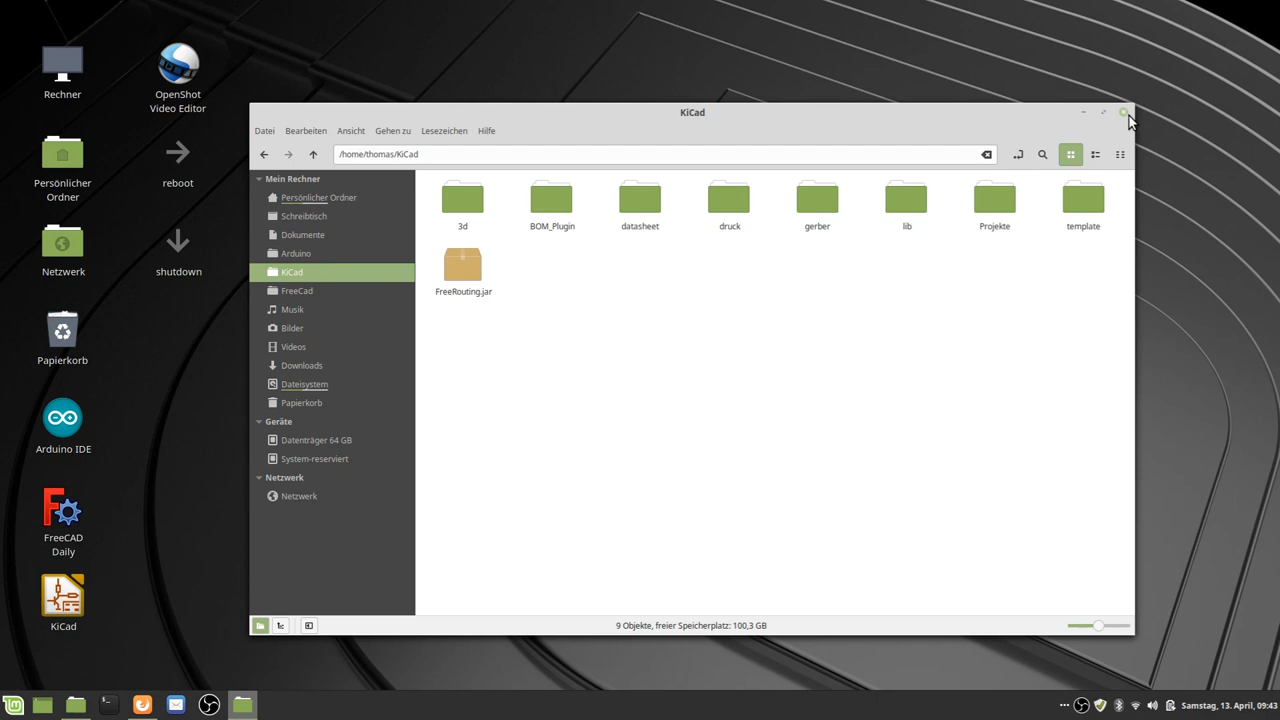 Rechner
OpenShot
Video Editor
Persönlicher
Ordner
reboot
Netzwerk
shutdown
Papierkorb
Arduino IDE
FreeCAD
Daily
KiCad
KiCad
Datei Bearbeiten Ansicht Gehen zu Lesezeichen Hilfe
/home/thomas/KiCad
Mein Rechner
Persönlicher Ordner
Schreibtisch
Dokumente
Arduino
KiCad
FreeCad
Musik
Bilder
Videos
Downloads
Dateisystem
Papierkorb
Geräte
Datenträger 64 GB
System-reserviert
Netzwerk
Netzwerk
3d BOM_Plugin datasheet druck gerber lib Projekte template
FreeRouting.jar
9 Objekte, freier Speicherplatz: 100,3 GB
Samstag, 13. April, 09:43